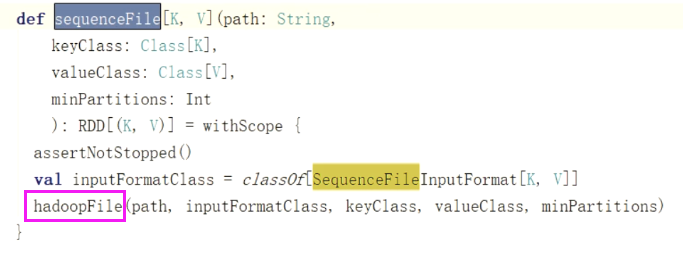 def sequenceFile[K, V](path: String,
keyClass: Class[K],
valueClass: Class[V],
minPartitions: Int
): RDD[(K, V)] = withScope {
assertNotStopped()
val inputFormatClass = classOf[SequenceFileInputFormat[K, V]]
hadoopFile(path, inputFormatClass, keyClass, valueClass, minPartitions)
}